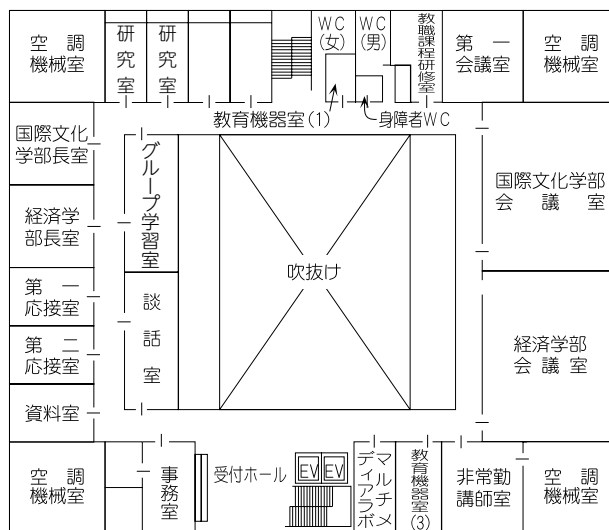 空調
機械室
研究室
研究室
WC
(女)
WC
(男)
教職課程研修室
第一
会議室
空調
機械室
教育機器室(1)
身障者WC
国際文化
学部長室
グループ学習室
国際文化学部
会議室
経済学
部長室
吹抜け
第一
応接室
談話室
第二
応接室
経済学部
会議室
資料室
空調
機械室
事務室
受付ホール
EV
EV
マルチメ
ディアラボ
教育機器室(3)
非常勤
講師室
空調
機械室